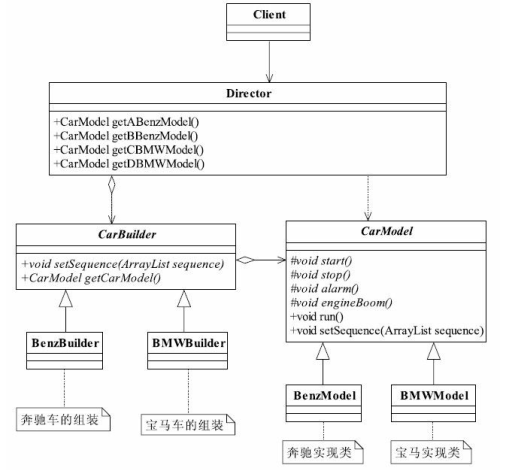 Client
Director
+CarModel getABenzModel()
+CarModel getBBenzModel()
+CarModel getCBMWModel()
+CarModel getDBMWModel()
CarBuilder
+void setSequence(ArrayList sequence)
+CarModel getCarModel()
CarModel
#void start()
#void stop()
#void alarm()
#void engineBoom()
+void run()
+void setSequence(ArrayList sequence)
BenzBuilder
BMWBuilder
BenzModel
BMWModel
奔驰车的组装
宝马车的组装
奔驰实现类
宝马实现类